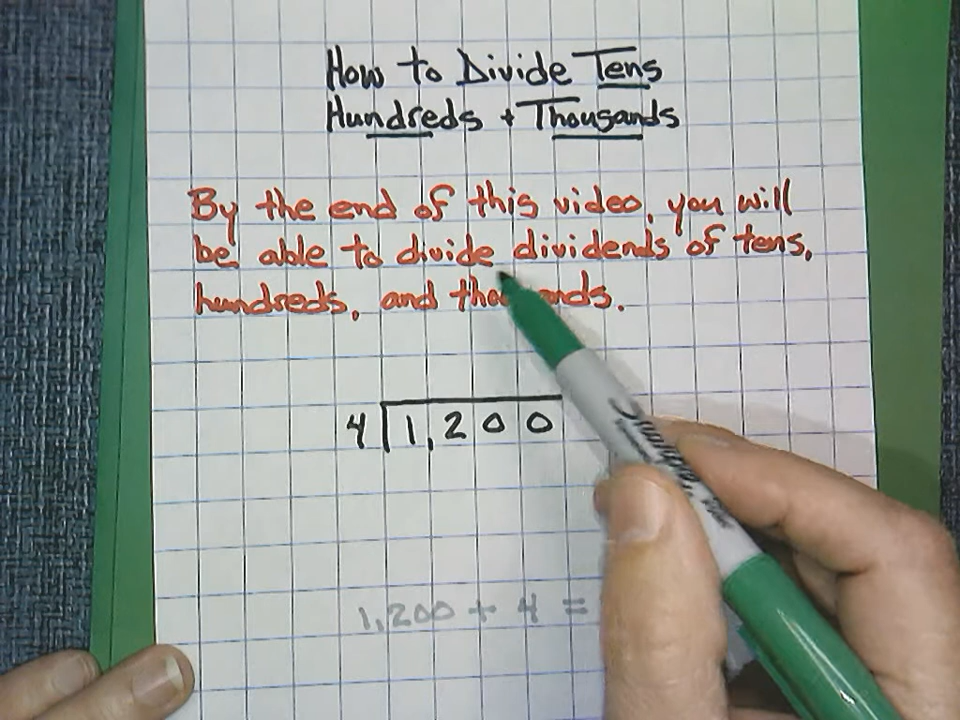 How to Divide Tens
Hundreds + Thousands
By the end of this video, you will
be able to divide dividends of tens,
hundreds, and thousands.
4 1,200
1,200 ÷ 4 =
Sharpie